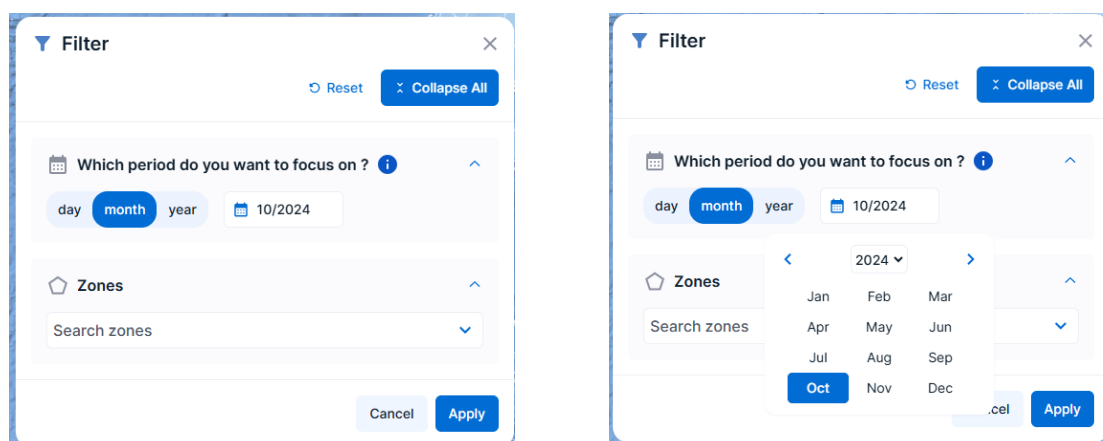 Filter
Reset
Collapse All
Which period do you want to focus on ?
day month year 10/2024
Zones
Search zones
Cancel Apply
Filter
Reset
Collapse All
Which period do you want to focus on ?
day month year 10/2024
2024
Zones
Jan Feb Mar
Search zones
Apr May Jun
Jul Aug Sep
Oct Nov Dec
cel Apply